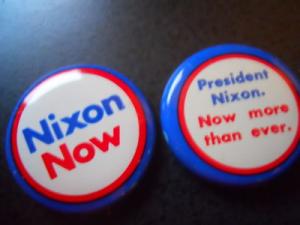 Nixon
Now
President
Nixon.
Now more
than ever.